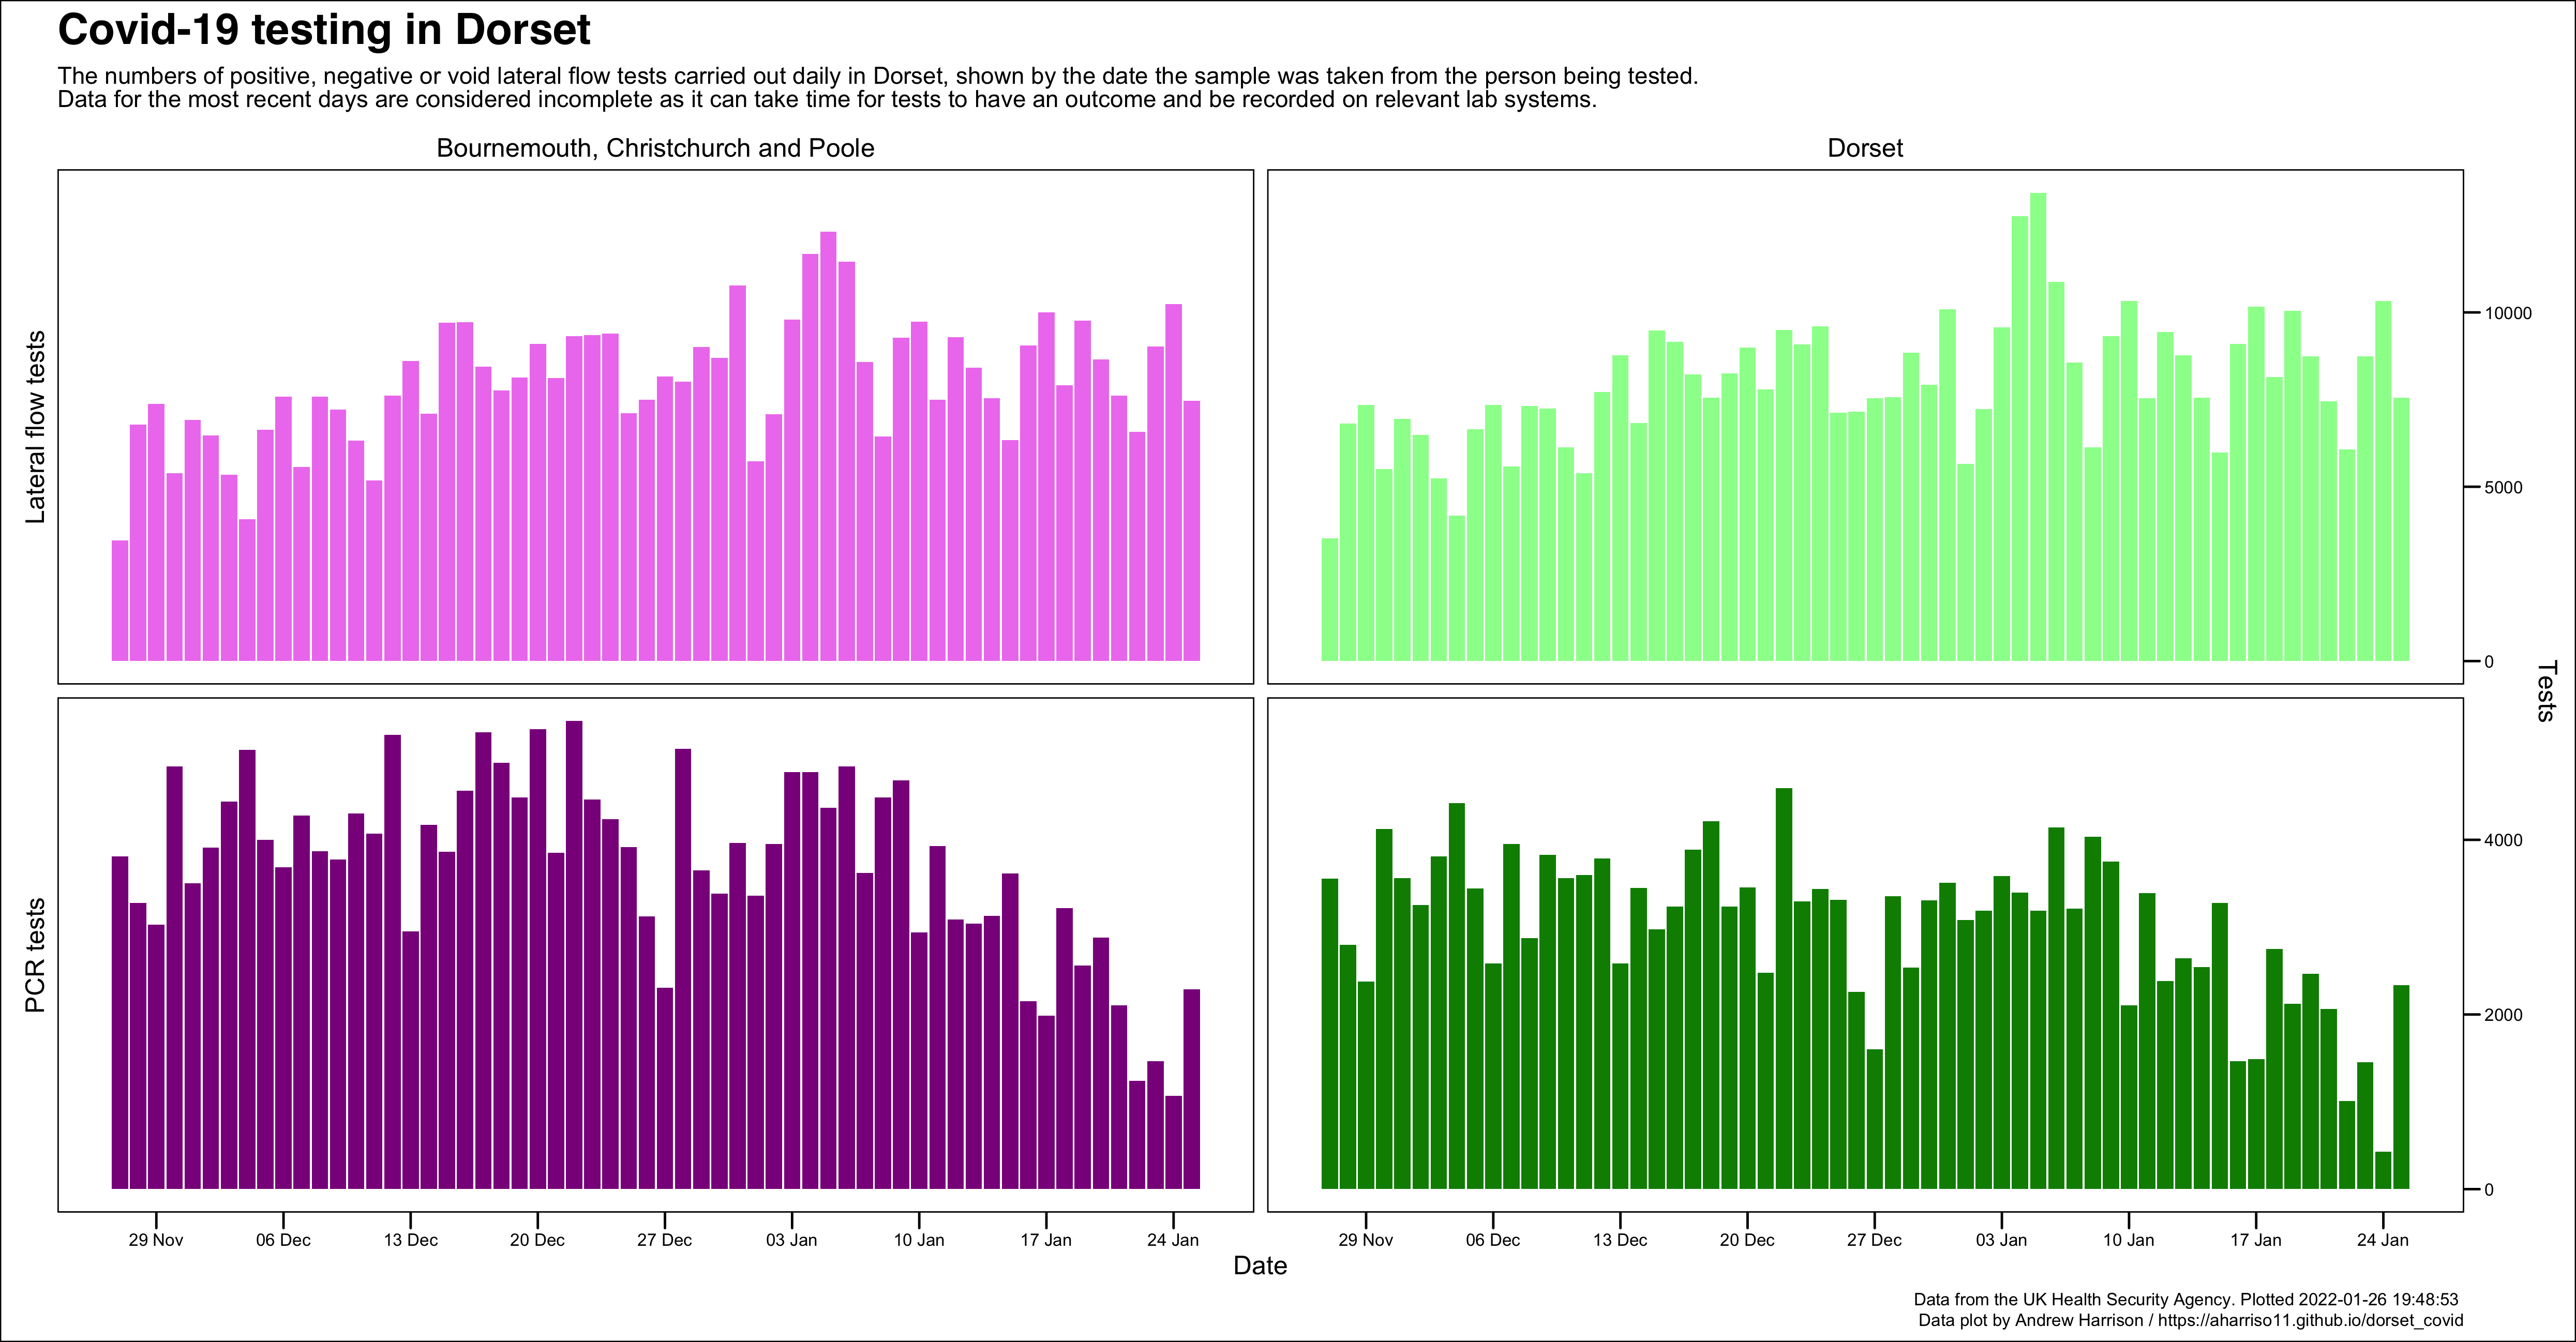 Covid-19 testing in Dorset
The numbers of positive, negative or void lateral flow tests carried out daily in Dorset, shown by the date the sample was taken from the person being tested.
Data for the most recent days are considered incomplete as it can take time for tests to have an outcome and be recorded on relevant lab systems.
Bournemouth, Christchurch and Poole
Dorset
Lateral flow tests
10000
5000
0
Tests
PCR tests
4000
2000
0
29 Nov 06 Dec 13 Dec 20 Dec 27 Dec 03 Jan 10 Jan 17 Jan 24 Jan
29 Nov 06 Dec 13 Dec 20 Dec 27 Dec 03 Jan 10 Jan 17 Jan 24 Jan
Date
Data from the UK Health Security Agency. Plotted 2022-01-26 19:48:53
Data plot by Andrew Harrison / https://aharriso11.github.io/dorset_covid